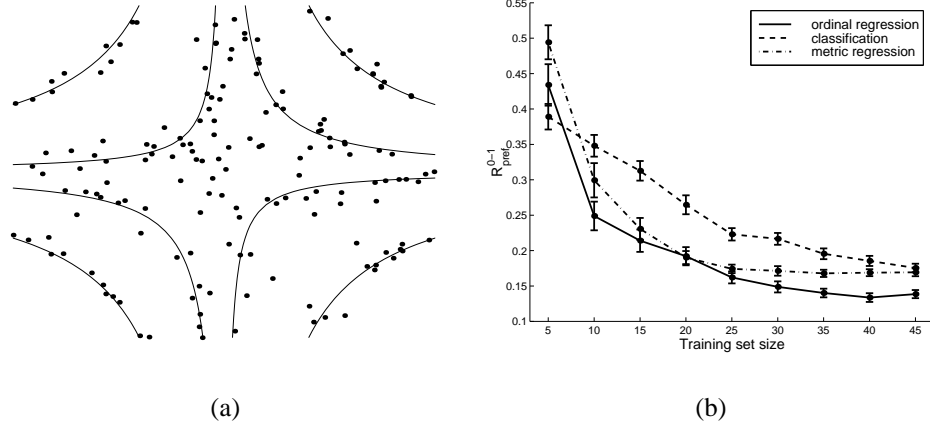 ordinal regression
classification
metric regression
0.55
0.5
0.45
0.4
0.35
0.3
0.25
0.2
0.15
0.1
R_pref^0−1
5 10 15 20 25 30 35 40 45
Training set size
(a) (b)